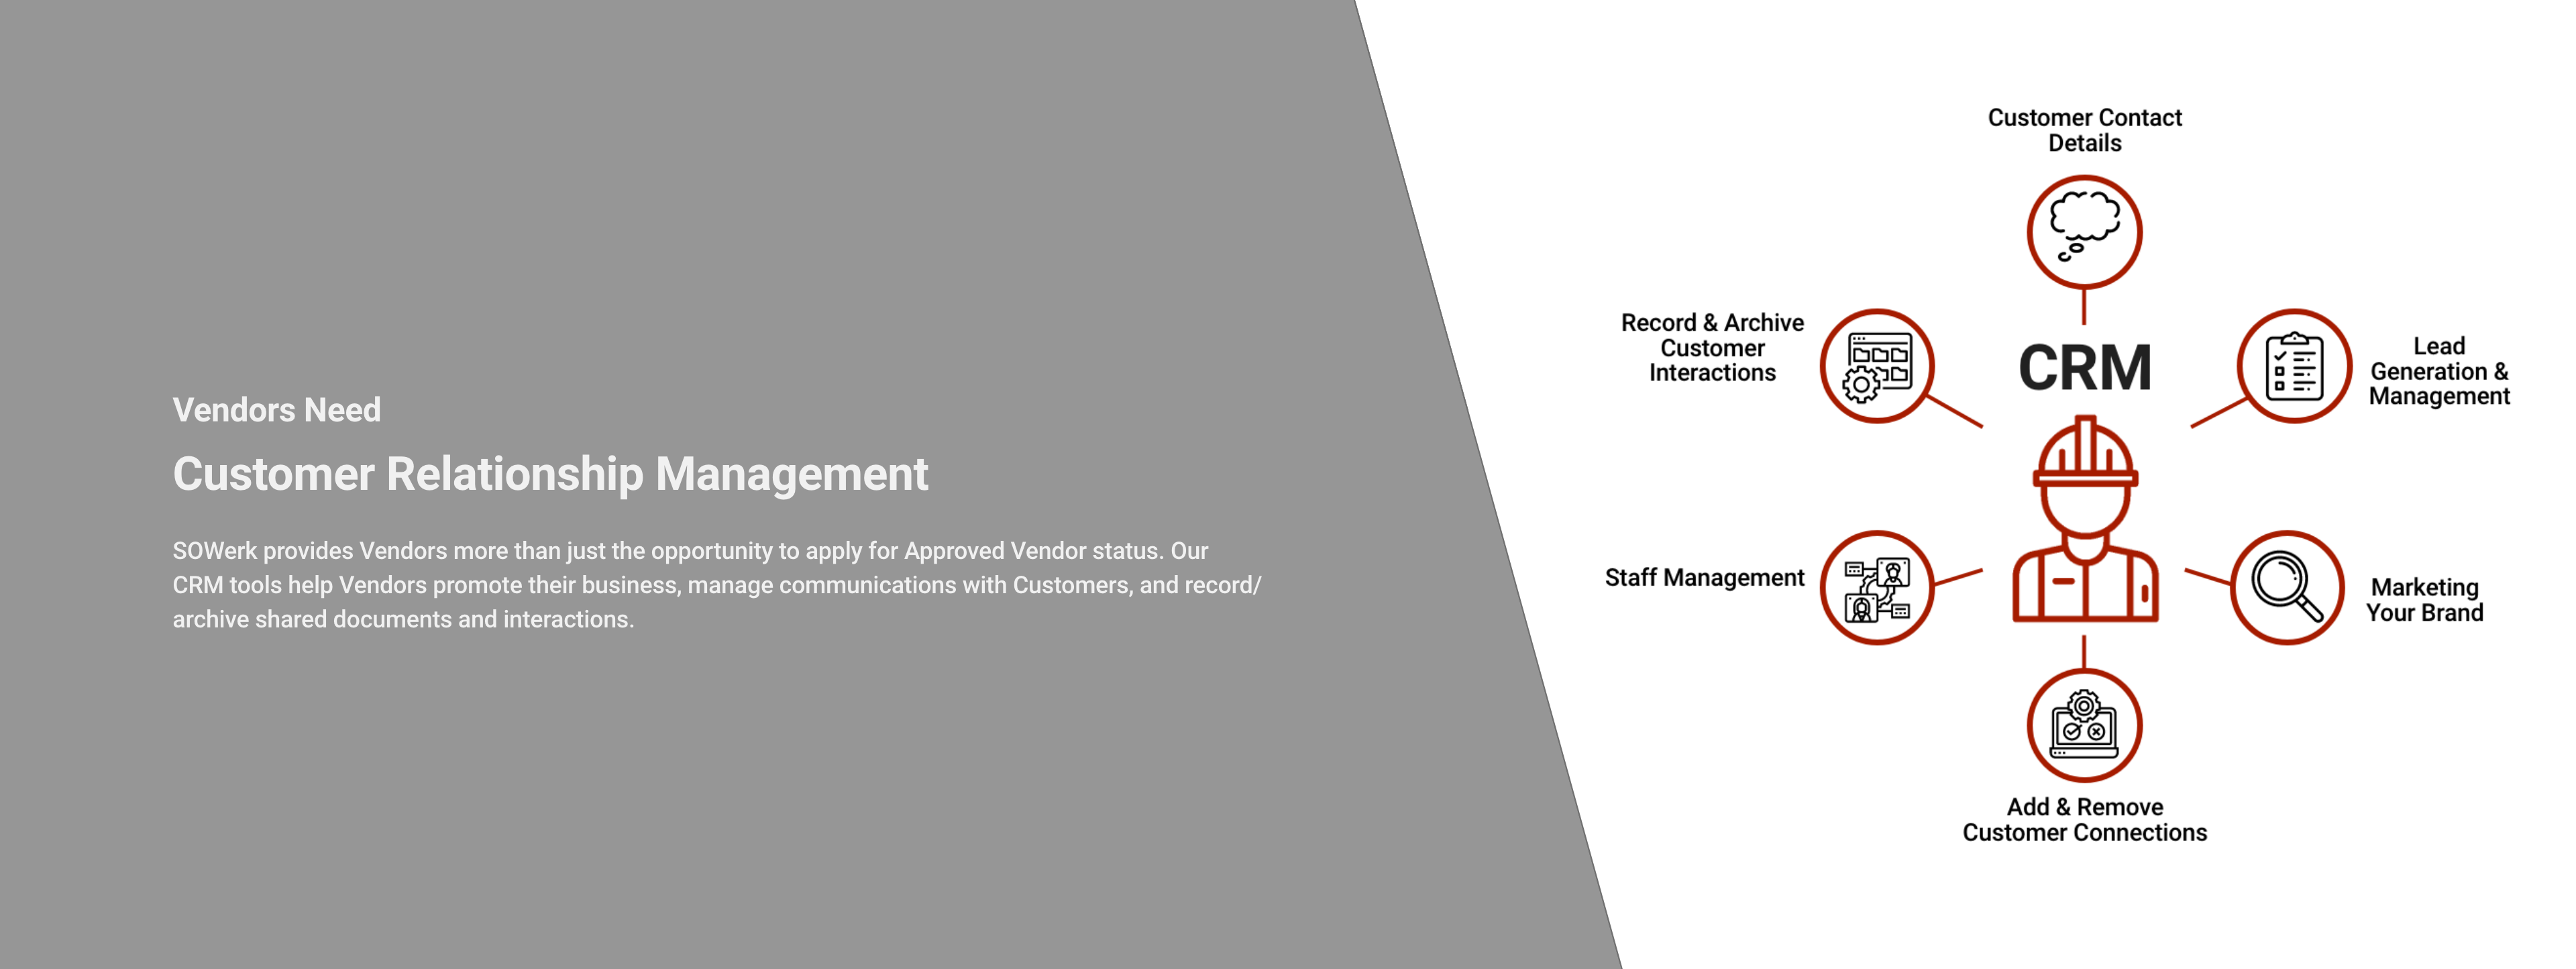 Vendors Need
Customer Relationship Management
SOWerk provides Vendors more than just the opportunity to apply for Approved Vendor status. Our
CRM tools help Vendors promote their business, manage communications with Customers, and record/
archive shared documents and interactions.
Customer Contact
Details
Record & Archive
Customer
Interactions
CRM
Lead
Generation &
Management
Staff Management
Marketing
Your Brand
Add & Remove
Customer Connections